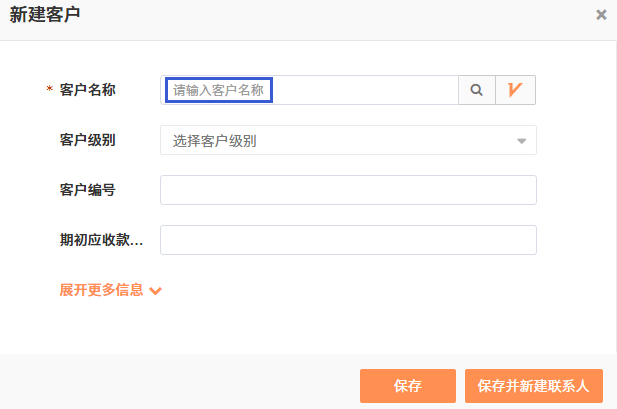 新建客户
* 客户名称 请输入客户名称
客户级别 选择客户级别
客户编号
期初应收款...
展开更多信息
保存 保存并新建联系人